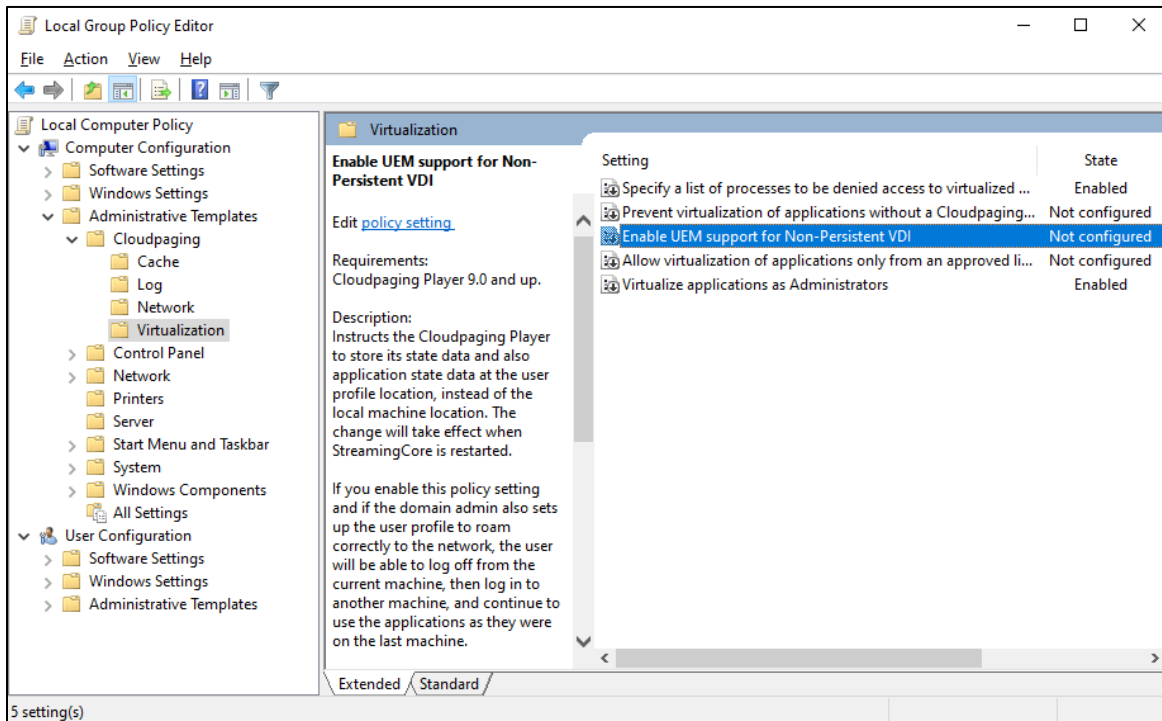 Local Group Policy Editor
File Action View Help
Local Computer Policy
Computer Configuration
Software Settings
Windows Settings
Administrative Templates
Cloudpaging
Cache
Log
Network
Virtualization
Control Panel
Network
Printers
Server
Start Menu and Taskbar
System
Windows Components
All Settings
User Configuration
Software Settings
Windows Settings
Administrative Templates
Virtualization
Enable UEM support for Non-
Persistent VDI
Edit policy setting
Requirements:
Cloudpaging Player 9.0 and up.
Description:
Instructs the Cloudpaging Player
to store its state data and also
application state data at the user
profile location, instead of the
local machine location. The
change will take effect when
StreamingCore is restarted.
If you enable this policy setting
and if the domain admin also sets
up the user profile to roam
correctly to the network, the user
will be able to log off from the
current machine, then log in to
another machine, and continue to
use the applications as they were
on the last machine.
Setting State
Specify a list of processes to be denied access to virtualized ... Enabled
Prevent virtualization of applications without a Cloudpaging... Not configured
Enable UEM support for Non-Persistent VDI Not configured
Allow virtualization of applications only from an approved li... Not configured
Virtualize applications as Administrators Enabled
Extended Standard
5 setting(s)